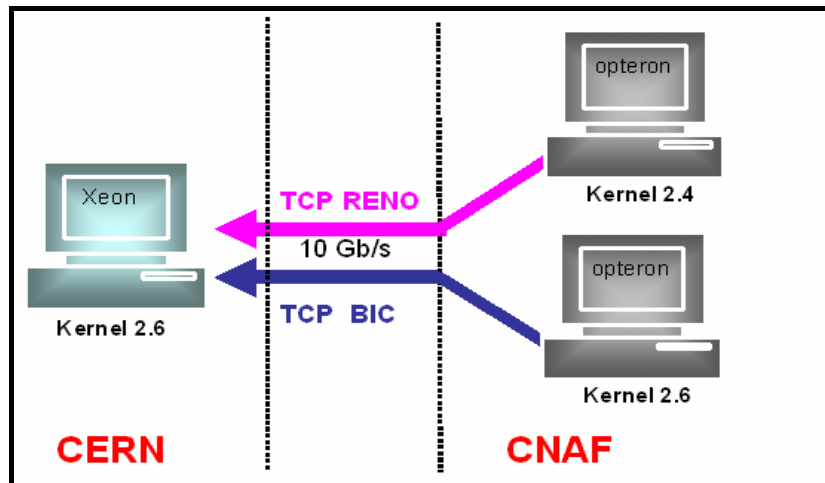 opteron
Kernel 2.4
Xeon
Kernel 2.6
TCP RENO
10 Gb/s
TCP BIC
opteron
Kernel 2.6
CERN
CNAF